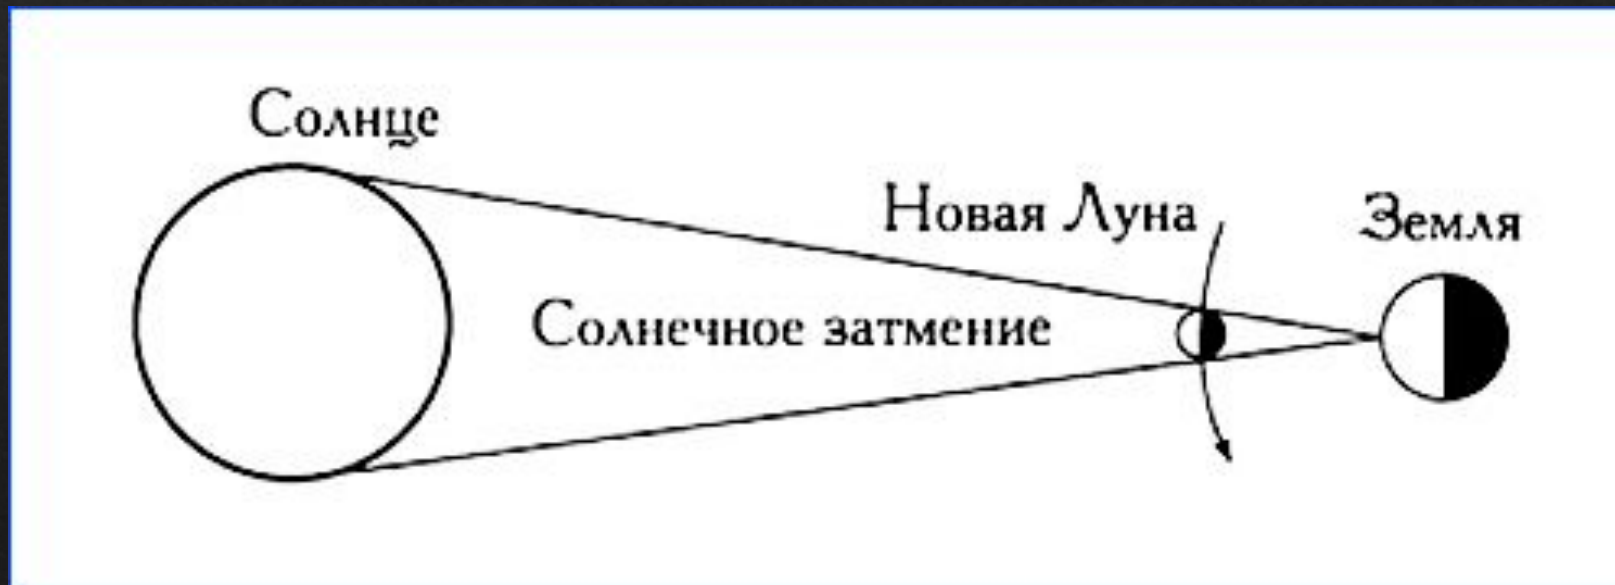 Солнце
Новая Луна
Земля
Солнечное затмение